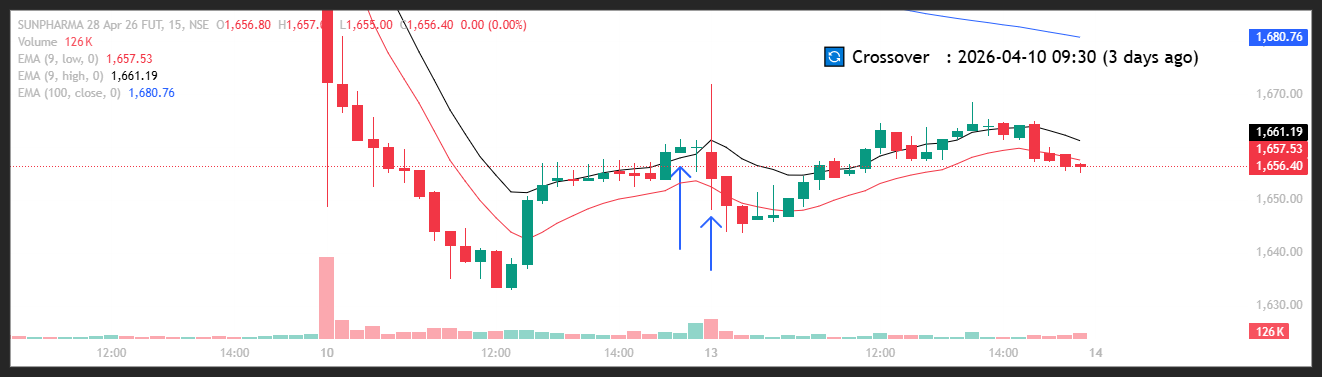 SUNPHARMA 28 Apr 26 FUT, 15, NSE O1,656.80 H1,657.0 L1,655.00 C1,656.40 0.00 (0.00%)
Volume 126 K
EMA (9, low, 0) 1,657.53
EMA (9, high, 0) 1,661.19
EMA (100, close, 0) 1,680.76
Crossover : 2026-04-10 09:30 (3 days ago)
1,680.76
1,670.00
1,661.19
1,657.53
1,656.40
1,650.00
1,640.00
1,630.00
126 K
12:00 14:00 10 12:00 14:00 13 12:00 14:00 14